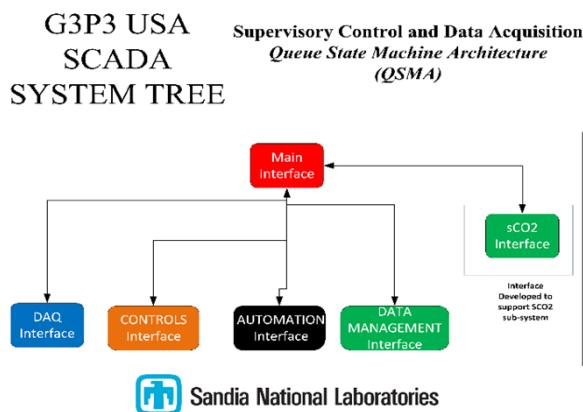 G3P3 USA
SCADA
SYSTEM TREE
Supervisory Control and Data Acquisition
Queue State Machine Architecture
(QSMA)
Main
Interface
sCO2
Interface
Interface
Developed to
support SCO2
sub-system
DAQ
Interface
CONTROLS
Interface
AUTOMATION
Interface
DATA
MANAGEMENT
Interface
Sandia National Laboratories